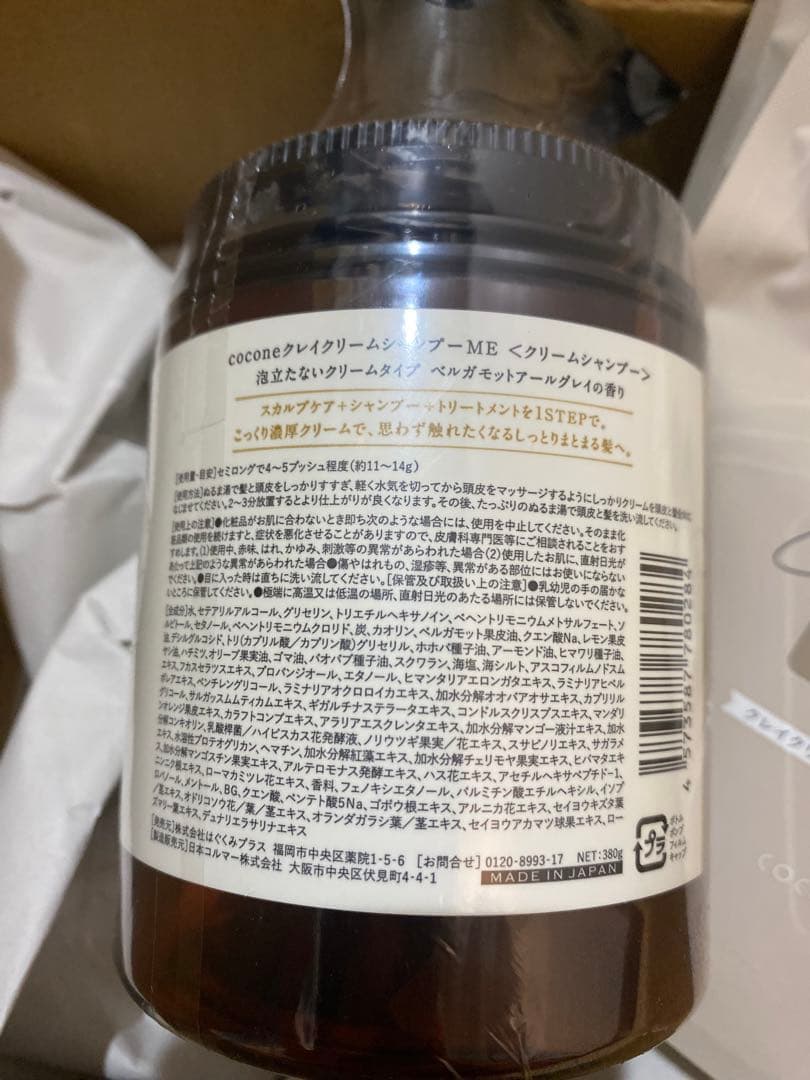 coconeクレイクリームシャンプーME <クリームシャンプー>
泡立たないクリームタイプ ベルガモットアールグレイの香り
スカルプケア+シャンプー+トリートメントを1STEPで。
こっくり濃厚クリームで、思わず触れたくなるしっとりまとまる髪へ。
[使用量・目安]セミロングで4〜5プッシュ程度(約11〜14g)
[使用方法]ぬるま湯で髪と頭皮をしっかりすすぎ、軽く水気を切ってから頭皮をマッサージするようにしっかりクリームを頭皮と髪全体に
なじませてください。2〜3分放置するとより仕上がりが良くなります。その後、たっぷりのぬるま湯で頭皮と髪を洗い流してください。
[使用上の注意]●化粧品がお肌に合わないとき即ち次のような場合には、使用を中止してください。そのまま化
粧品類の使用を続けますと、症状を悪化させることがありますので、皮膚科専門医等にご相談されることをおす
すめします。(1)使用中、赤味、はれ、かゆみ、刺激等の異常があらわれた場合(2)使用したお肌に、直射日光が
あたって上記のような異常があらわれた場合●傷やはれもの、湿疹等、異常がある部位にはお使いにならない
でください。●目に入った時は直ちに洗い流してください。[保管及び取扱い上の注意]●乳幼児の手の届かな
いところに保管してください。●極端に高温又は低温の場所、直射日光のあたる場所には保管しないでください。
[全成分]水、セテアリルアルコール、グリセリン、トリエチルヘキサノイン、ベヘントリモニウムメトサルフェート、ソ
ルビトール、セタノール、ベヘントリモニウムクロリド、炭、カオリン、ベルガモット果皮油、クエン酸Na、レモン果皮
油、デシルグルコシド、トリ(カプリル酸/カプリン酸)グリセリル、ホホバ種子油、アーモンド油、ヒマワリ種子油、
ヤシ油、ハチミツ、オリーブ果実油、ゴマ油、バオバブ種子油、スクワラン、海塩、海シルト、アスコフィルムノドスム
エキス、フカスセラツスエキス、プロパンジオール、エタノール、ヒマンタリアエロンガタエキス、ラミナリアヒペル
ボレアエキス、ペンチレングリコール、ラミナリアオクロロイカエキス、加水分解オオバアオサエキス、カプリリル
グリコール、サルガッスムムティカムエキス、ギガルチナステラータエキス、コンドルスクリスプスエキス、マンダリ
ンオレンジ果皮エキス、カラフトコンブエキス、アラリアエスクレンタエキス、加水分解マンゴー液汁エキス、加水
分解コンキオリン、乳酸桿菌/ハイビスカス花発酵液、ノリウツギ果実/花エキス、スサビノリエキス、サガラメ
エキス、水溶性プロテオグリカン、ヘマチン、加水分解紅藻エキス、加水分解チェリモヤ果実エキス、ヒバマタエキ
ス、加水分解マンゴスチン果実エキス、アルテロモナス発酵エキス、ハス花エキス、アセチルヘキサペプチド-1、
ニンニク根エキス、ローマカミツレ花エキス、香料、フェノキシエタノール、パルミチン酸エチルヘキシル、イソプ
ロパノール、メントール、BG、クエン酸、ペンテト酸5Na、ゴボウ根エキス、アルニカ花エキス、セイヨウキズタ葉
/茎エキス、オドリコソウ花/葉/茎エキス、オランダガラシ葉/茎エキス、セイヨウアカマツ球果エキス、ロー
ズマリー葉エキス、デュナリエラサリナエキス
[発売元]株式会社はぐくみプラス 福岡市中央区薬院1-5-6 [お問合せ]0120-8993-17 NET:380g
[製造販売元]日本コルマー株式会社 大阪市中央区伏見町4-4-1 MADE IN JAPAN
4573587780284
プラ
ボトル
ポンプ
フィルム
キャップ